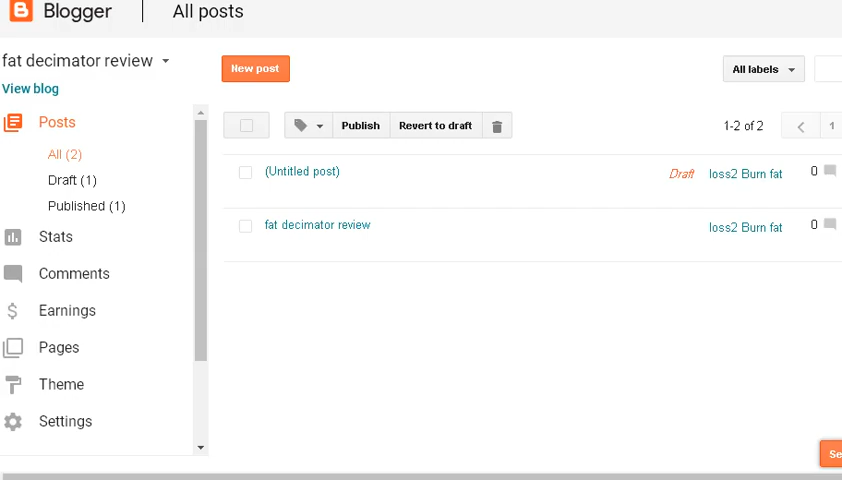 Blogger All posts
fat decimator review
View blog
New post
All labels
Posts
Publish Revert to draft
1-2 of 2
1
All (2)
Draft (1)
Published (1)
(Untitled post) Draft loss2 Burn fat 0
fat decimator review loss2 Burn fat 0
Stats
Comments
Earnings
Pages
Theme
Settings
Se